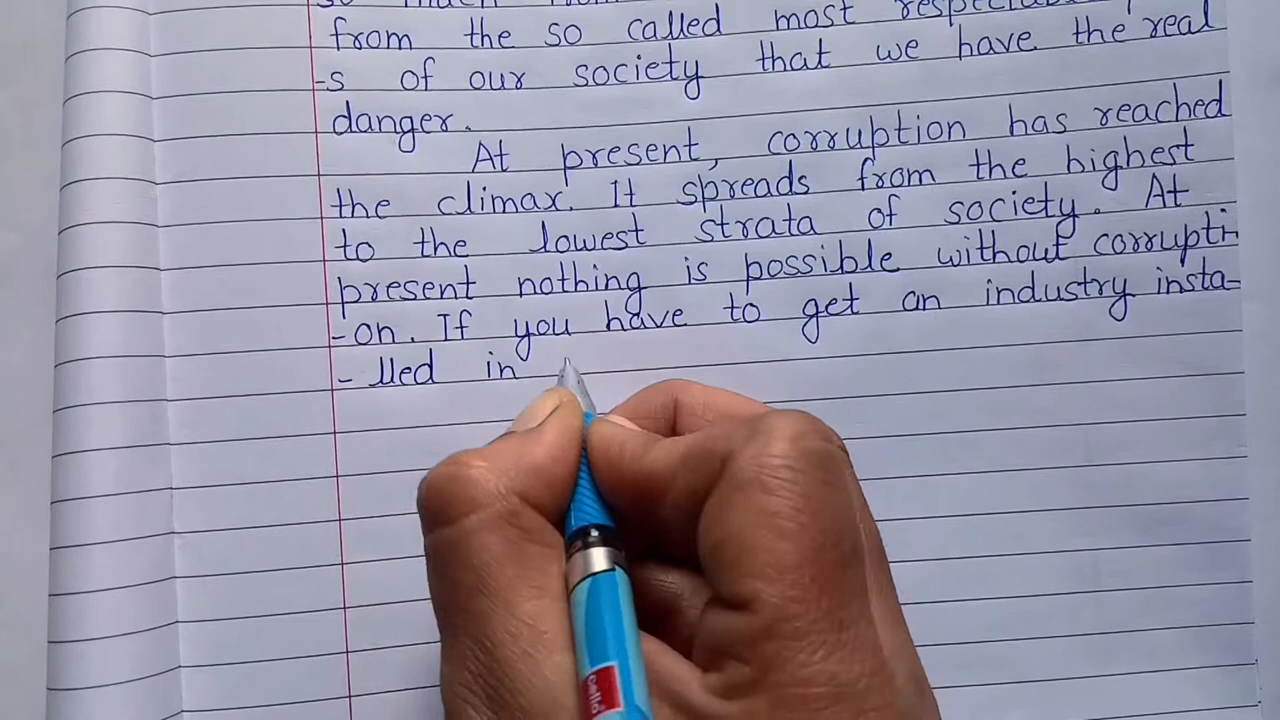 from the so called most
-s of our society that we have the real
danger.
At present, corruption has reached
the climax. It spreads from the highest
to the lowest strata of society. At
present nothing is possible without corrupti
-on. If you have to get an industry insta-
- lled in
cello